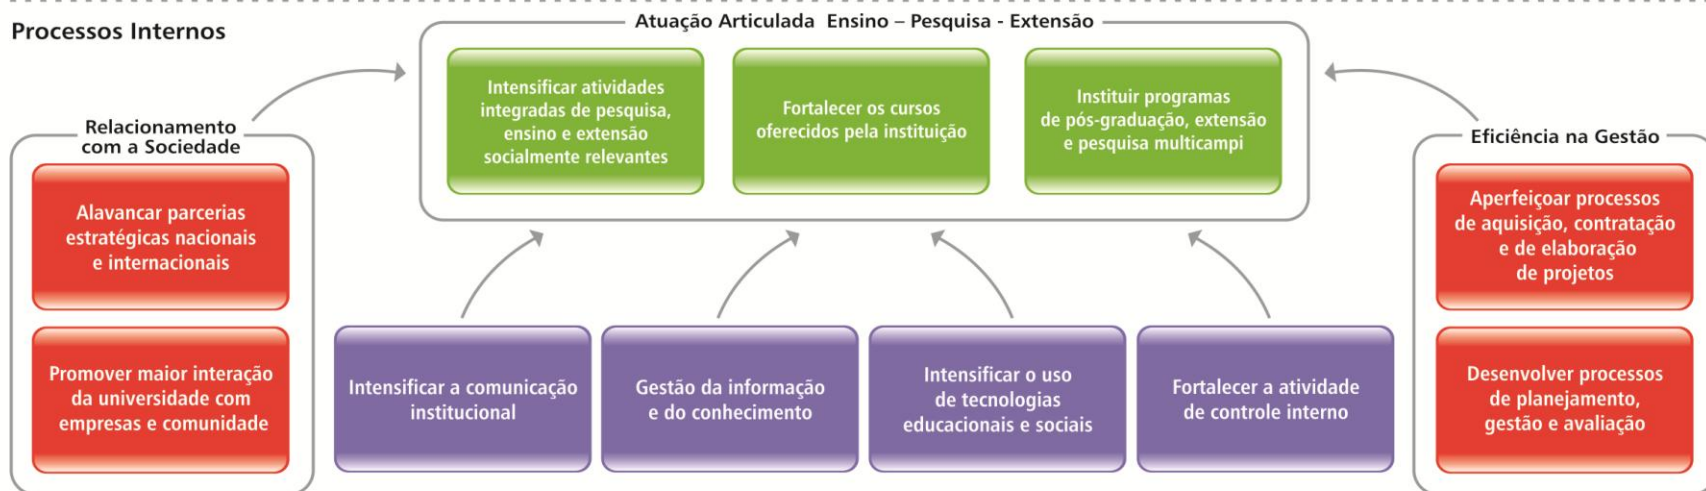 Processos Internos
Atuação Articulada Ensino – Pesquisa - Extensão
Intensificar atividades
integradas de pesquisa,
ensino e extensão
socialmente relevantes
Fortalecer os cursos
oferecidos pela instituição
Instituir programas
de pós-graduação, extensão
e pesquisa multicampi
Relacionamento
com a Sociedade
Alavancar parcerias
estratégicas nacionais
e internacionais
Promover maior interação
da universidade com
empresas e comunidade
Intensificar a comunicação
institucional
Gestão da informação
e do conhecimento
Intensificar o uso
de tecnologias
educacionais e sociais
Fortalecer a atividade
de controle interno
Eficiência na Gestão
Aperfeiçoar processos
de aquisição, contratação
e de elaboração
de projetos
Desenvolver processos
de planejamento,
gestão e avaliação